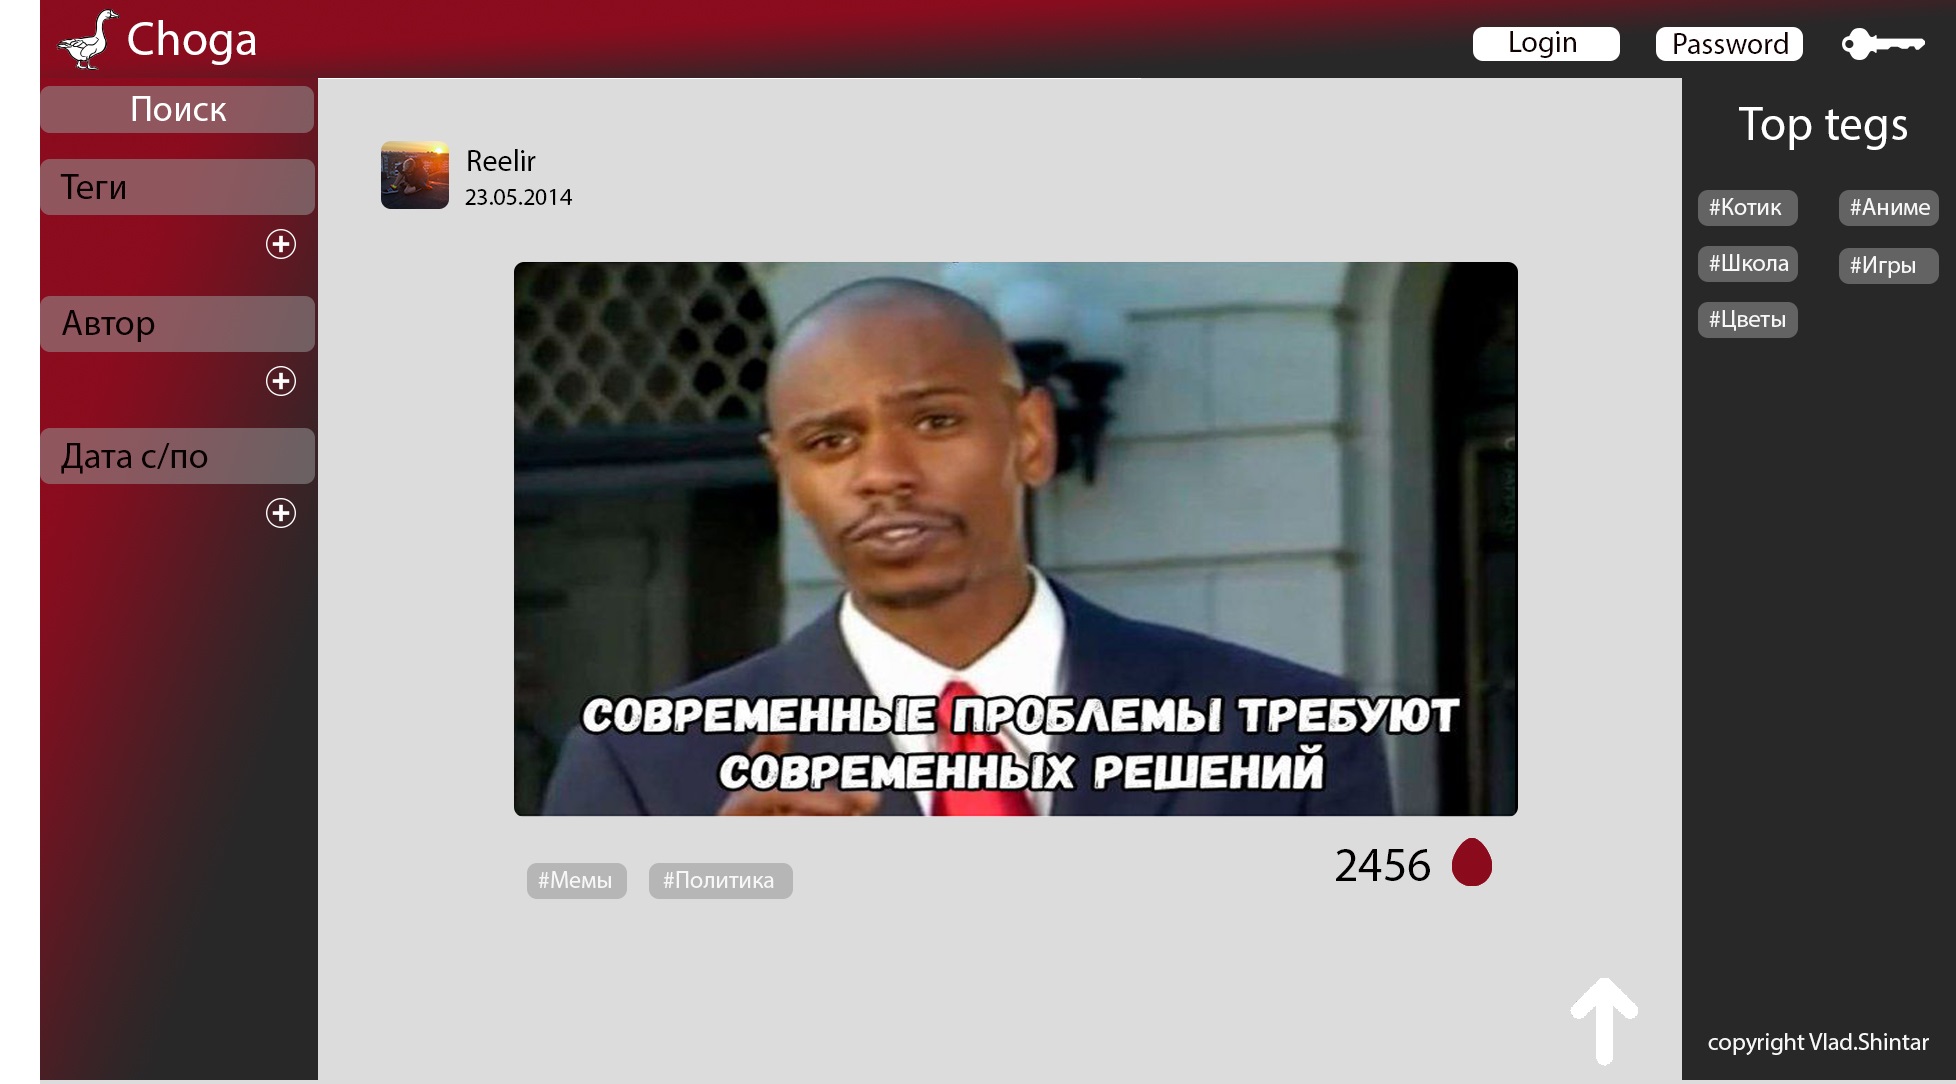 Choga
Login
Password
Поиск
Теги
Автор
Дата с/по
Reelir
23.05.2014
СОВРЕМЕННЫЕ ПРОБЛЕМЫ ТРЕБУЮТ
СОВРЕМЕННЫХ РЕШЕНИЙ
#Мемы
#Политика
2456
Top tegs
#Котик
#Аниме
#Школа
#Игры
#Цветы
copyright Vlad.Shintar